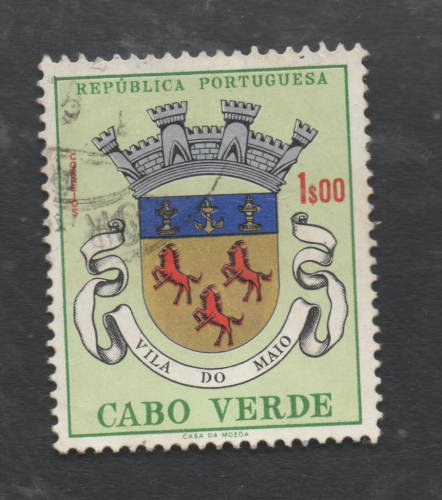 REPÚBLICA PORTUGUESA
CORREIOS
1$00
VILA DO MAIO
CABO VERDE
CASA DA MOEDA